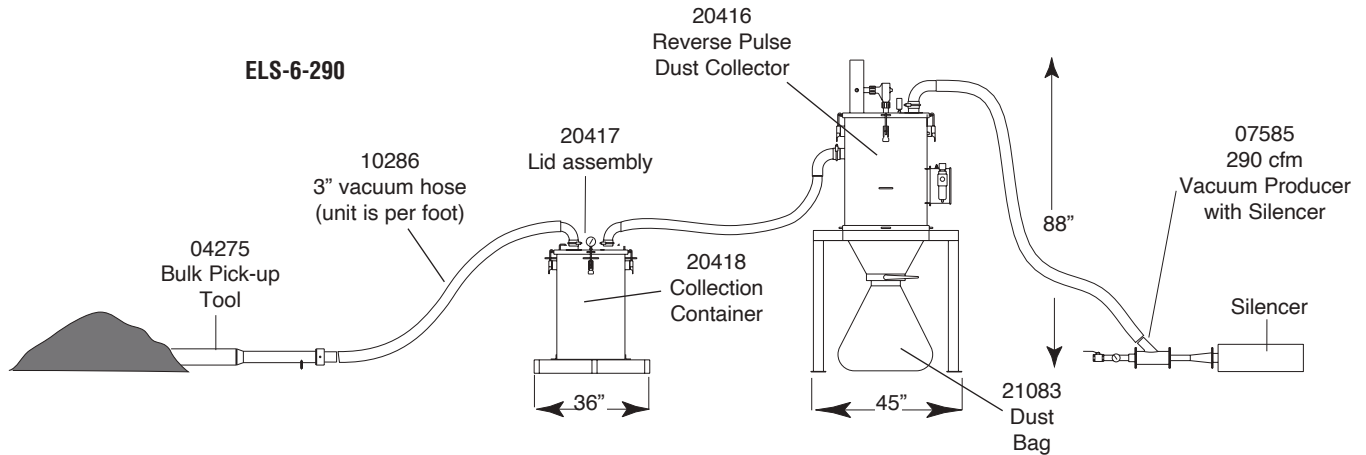 ELS-6-290
04275
Bulk Pick-up
Tool
10286
3” vacuum hose
(unit is per foot)
20417
Lid assembly
20418
Collection
Container
36”
20416
Reverse Pulse
Dust Collector
88”
45”
21083
Dust
Bag
07585
290 cfm
Vacuum Producer
with Silencer
Silencer